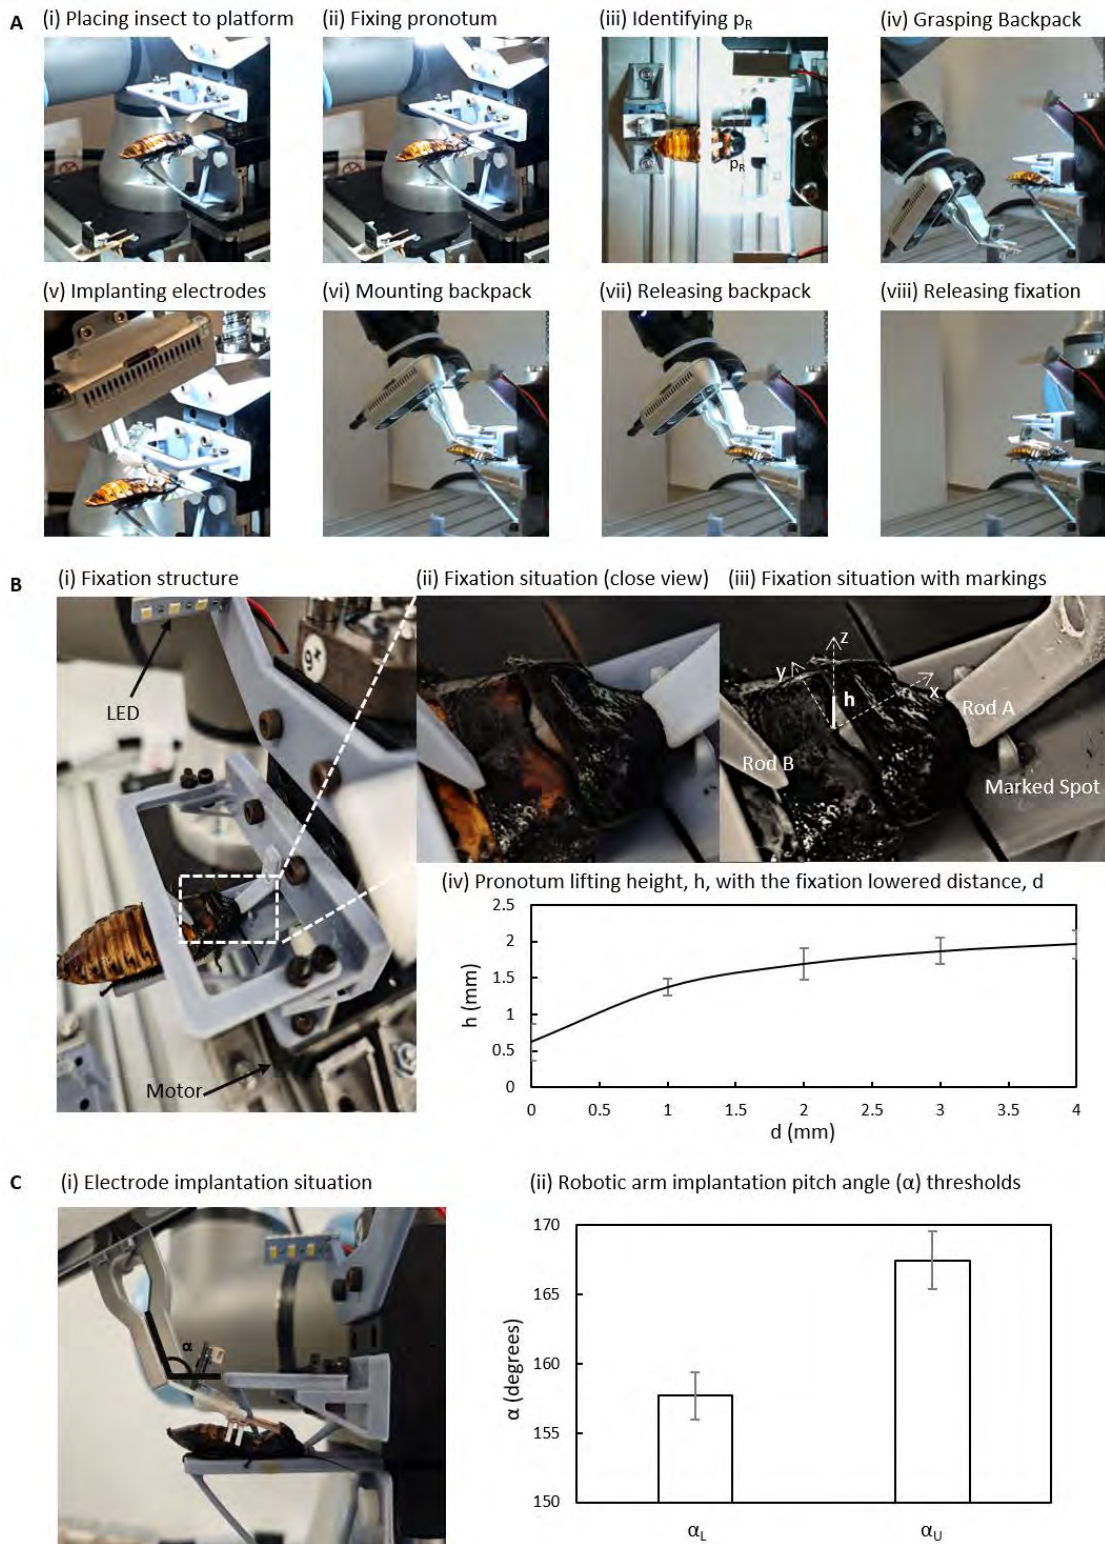 A
(i) Placing insect to platform
(ii) Fixing pronotum
(iii) Identifying pR
(iv) Grasping Backpack
pR
(v) Implanting electrodes
(vi) Mounting backpack
(vii) Releasing backpack
(viii) Releasing fixation
B
(i) Fixation structure
(ii) Fixation situation (close view)
(iii) Fixation situation with markings
LED
z
y
h
x
Rod A
Rod B
Marked Spot
Motor
(iv) Pronotum lifting height, h, with the fixation lowered distance, d
2.5
2
1.5
1
0.5
0
h (mm)
0 0.5 1 1.5 2 2.5 3 3.5 4
d (mm)
C
(i) Electrode implantation situation
α
(ii) Robotic arm implantation pitch angle (α) thresholds
170
165
160
155
150
α (degrees)
αL αU